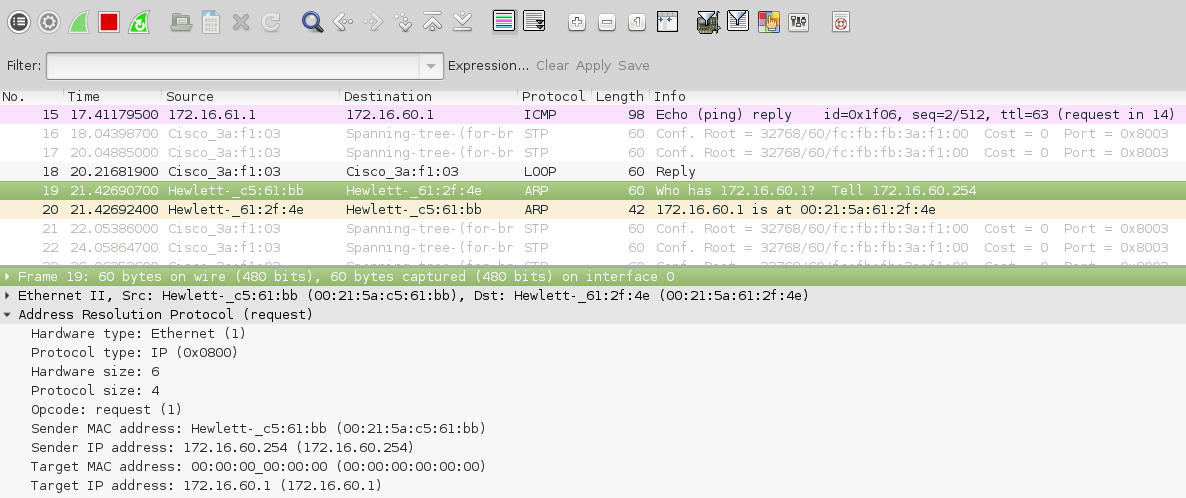 Filter: Expression... Clear Apply Save
No. Time Source Destination Protocol Length Info
15 17.41179500 172.16.61.1 172.16.60.1 ICMP 98 Echo (ping) reply id=0x1f06, seq=2/512, ttl=63 (request in 14)
16 18.04398700 Cisco_3a:f1:03 Spanning-tree-(for-br STP 60 Conf. Root = 32768/60/fc:fb:fb:3a:f1:00 Cost = 0 Port = 0x8003
17 20.04885000 Cisco_3a:f1:03 Spanning-tree-(for-br STP 60 Conf. Root = 32768/60/fc:fb:fb:3a:f1:00 Cost = 0 Port = 0x8003
18 20.21681900 Cisco_3a:f1:03 Cisco_3a:f1:03 LOOP 60 Reply
19 21.42690700 Hewlett-_c5:61:bb Hewlett-_61:2f:4e ARP 60 Who has 172.16.60.1? Tell 172.16.60.254
20 21.42692400 Hewlett-_61:2f:4e Hewlett-_c5:61:bb ARP 42 172.16.60.1 is at 00:21:5a:61:2f:4e
21 22.05386000 Cisco_3a:f1:03 Spanning-tree-(for-br STP 60 Conf. Root = 32768/60/fc:fb:fb:3a:f1:00 Cost = 0 Port = 0x8003
22 24.05864700 Cisco_3a:f1:03 Spanning-tree-(for-br STP 60 Conf. Root = 32768/60/fc:fb:fb:3a:f1:00 Cost = 0 Port = 0x8003
Frame 19: 60 bytes on wire (480 bits), 60 bytes captured (480 bits) on interface 0
Ethernet II, Src: Hewlett-_c5:61:bb (00:21:5a:c5:61:bb), Dst: Hewlett-_61:2f:4e (00:21:5a:61:2f:4e)
Address Resolution Protocol (request)
Hardware type: Ethernet (1)
Protocol type: IP (0x0800)
Hardware size: 6
Protocol size: 4
Opcode: request (1)
Sender MAC address: Hewlett-_c5:61:bb (00:21:5a:c5:61:bb)
Sender IP address: 172.16.60.254 (172.16.60.254)
Target MAC address: 00:00:00_00:00:00 (00:00:00:00:00:00)
Target IP address: 172.16.60.1 (172.16.60.1)